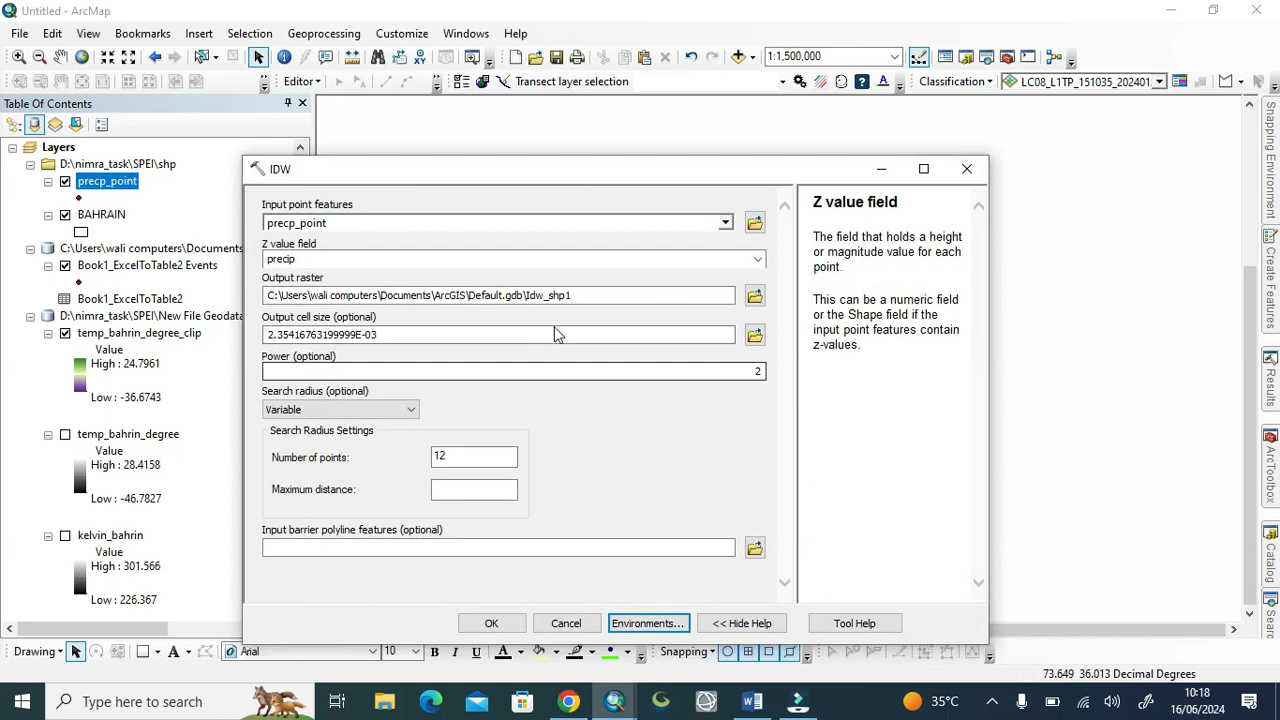 Untitled - ArcMap
File Edit View Bookmarks Insert Selection Geoprocessing Customize Windows Help
1:1,500,000
Editor Transect layer selection Classification LC08_L1TP_151035_202401
Table Of Contents
Layers
D:\nimra_task\SPEI\shp
precp_point
BAHRAIN
C:\Users\wali computers\Documents
Book1_ExcelToTable2 Events
Book1_ExcelToTable2
D:\nimra_task\SPEI\New File Geodata
temp_bahrin_degree_clip
Value
High : 24.7961
Low : -36.6743
temp_bahrin_degree
Value
High : 28.4158
Low : -46.7827
kelvin_bahrin
Value
High : 301.566
Low : 226.367
IDW
Input point features
precp_point
Z value field
precip
Output raster
C:\Users\wali computers\Documents\ArcGIS\Default.gdb\Idw_shp1
Output cell size (optional)
2.35416763199999E-03
Power (optional)
2
Search radius (optional)
Variable
Search Radius Settings
Number of points: 12
Maximum distance:
Input barrier polyline features (optional)
OK Cancel Environments... << Hide Help Tool Help
Z value field
The field that holds a height
or magnitude value for each
point.
This can be a numeric field
or the Shape field if the
input point features contain
z-values.
Snapping Environment
Create Features
Results
ArcToolbox
Catalog
Drawing A Arial 10 B I U A Snapping
73.649 36.013 Decimal Degrees
Type here to search
35°C
10:18
16/06/2024